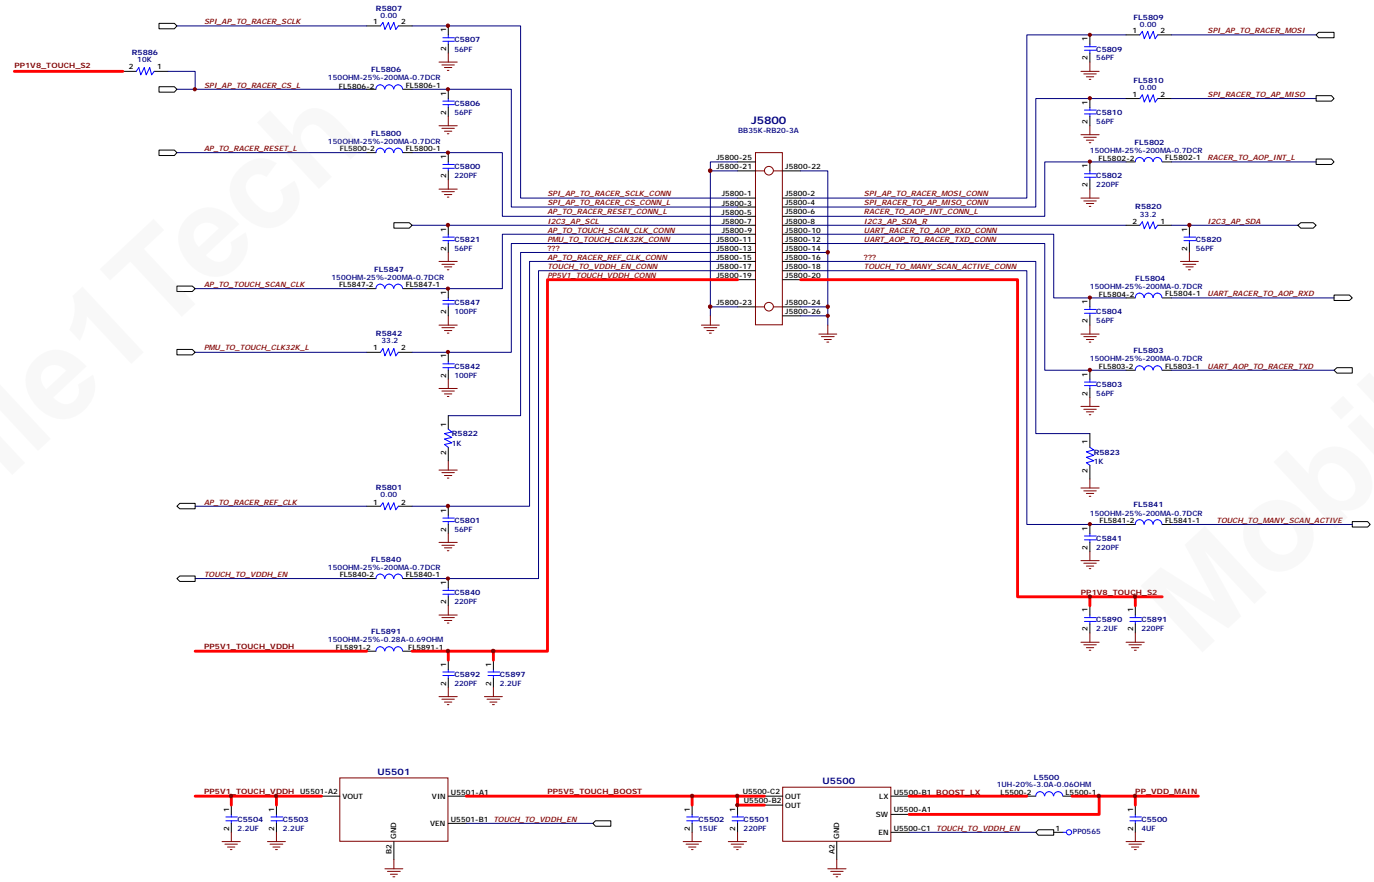 R5807
0.00
SPI_AP_TO_RACER_SCLK
1 2
C5807
56PF
R5886
10K
PP1V8_TOUCH_S2
2 1
FL5806
150OHM-25%-200MA-0.7DCR
SPI_AP_TO_RACER_CS_L
FL5806-2 FL5806-1
C5806
56PF
FL5800
150OHM-25%-200MA-0.7DCR
AP_TO_RACER_RESET_L
FL5800-2 FL5800-1
C5800
220PF
C5821
56PF
FL5847
150OHM-25%-200MA-0.7DCR
AP_TO_TOUCH_SCAN_CLK
FL5847-2 FL5847-1
C5847
100PF
R5842
33.2
PMU_TO_TOUCH_CLK32K_L
1 2
C5842
100PF
R5822
1K
R5801
0.00
AP_TO_RACER_REF_CLK
1 2
C5801
56PF
FL5840
150OHM-25%-200MA-0.7DCR
TOUCH_TO_VDDH_EN
FL5840-2 FL5840-1
C5840
220PF
FL5891
150OHM-25%-0.28A-0.69OHM
PP5V1_TOUCH_VDDH
FL5891-2 FL5891-1
C5892
220PF
C5897
2.2UF
J5800
BB35K-RB20-3A
J5800-25
J5800-21 J5800-22
SPI_AP_TO_RACER_SCLK_CONN J5800-1 J5800-2 SPI_AP_TO_RACER_MOSI_CONN
SPI_AP_TO_RACER_CS_CONN_L J5800-3 J5800-4 SPI_RACER_TO_AP_MISO_CONN
AP_TO_RACER_RESET_CONN_L J5800-5 J5800-6 RACER_TO_AOP_INT_CONN_L
I2C3_AP_SCL J5800-7 J5800-8 I2C3_AP_SDA_R
AP_TO_TOUCH_SCAN_CLK_CONN J5800-9 J5800-10 UART_RACER_TO_AOP_RXD_CONN
PMU_TO_TOUCH_CLK32K_CONN J5800-11 J5800-12 UART_AOP_TO_RACER_TXD_CONN
??? J5800-13 J5800-14
AP_TO_RACER_REF_CLK_CONN J5800-15 J5800-16 ???
TOUCH_TO_VDDH_EN_CONN J5800-17 J5800-18 TOUCH_TO_MANY_SCAN_ACTIVE_CONN
PP5V1_TOUCH_VDDH_CONN J5800-19 J5800-20
J5800-23 J5800-24
J5800-26
FL5809
0.00
1 2
SPI_AP_TO_RACER_MOSI
C5809
56PF
FL5810
0.00
1 2
SPI_RACER_TO_AP_MISO
C5810
56PF
FL5802
150OHM-25%-200MA-0.7DCR
FL5802-2 FL5802-1
RACER_TO_AOP_INT_L
C5802
220PF
R5820
33.2
2 1
I2C3_AP_SDA
C5820
56PF
FL5804
150OHM-25%-200MA-0.7DCR
FL5804-2 FL5804-1
UART_RACER_TO_AOP_RXD
C5804
56PF
FL5803
150OHM-25%-200MA-0.7DCR
FL5803-2 FL5803-1
UART_AOP_TO_RACER_TXD
C5803
56PF
R5823
1K
FL5841
150OHM-25%-200MA-0.7DCR
FL5841-2 FL5841-1
TOUCH_TO_MANY_SCAN_ACTIVE
C5841
220PF
PP1V8_TOUCH_S2
C5890
2.2UF
C5891
220PF
U5501
PP5V1_TOUCH_VDDH U5501-A2 VOUT VIN U5501-A1 PP5V5_TOUCH_BOOST
VEN U5501-B1 TOUCH_TO_VDDH_EN
GND
B2
C5504
2.2UF
C5503
2.2UF
C5502
15UF
C5501
220PF
U5500
U5500-C2 OUT
U5500-B2 OUT
LX U5500-B1 BOOST_LX
SW U5500-A1
EN U5500-C1 TOUCH_TO_VDDH_EN 1 PP0565
GND
A2
L5500
1UH-20%-3.0A-0.06OHM
L5500-2 L5500-1
PP_VDD_MAIN
C5500
4UF